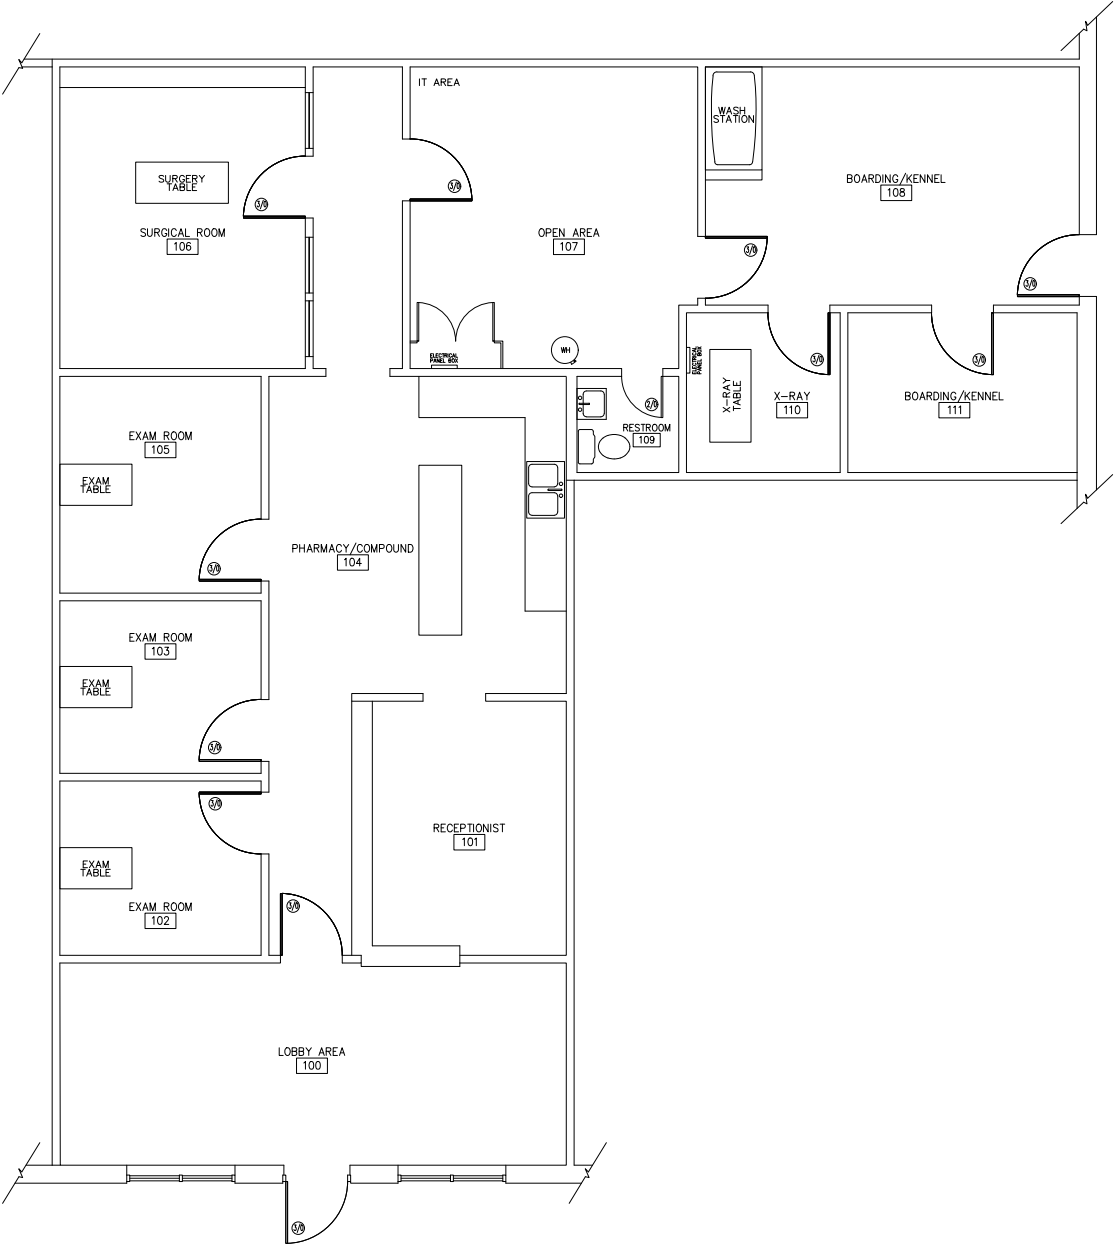 IT AREA
WASH
STATION
SURGERY
TABLE
3/0
3/0
BOARDING/KENNEL
108
SURGICAL ROOM
106
3/0
OPEN AREA
107
3/0
3/0
ELECTRICAL
PANEL BOX
WH
ELECTRICAL
PANEL BOX
3/0
3/0
X-RAY
TABLE
X-RAY
110
BOARDING/KENNEL
111
2/0
RESTROOM
109
EXAM ROOM
105
EXAM
TABLE
PHARMACY/COMPOUND
104
3/0
EXAM ROOM
103
EXAM
TABLE
3/0
3/0
RECEPTIONIST
101
EXAM
TABLE
EXAM ROOM
102
3/0
LOBBY AREA
100
3/0